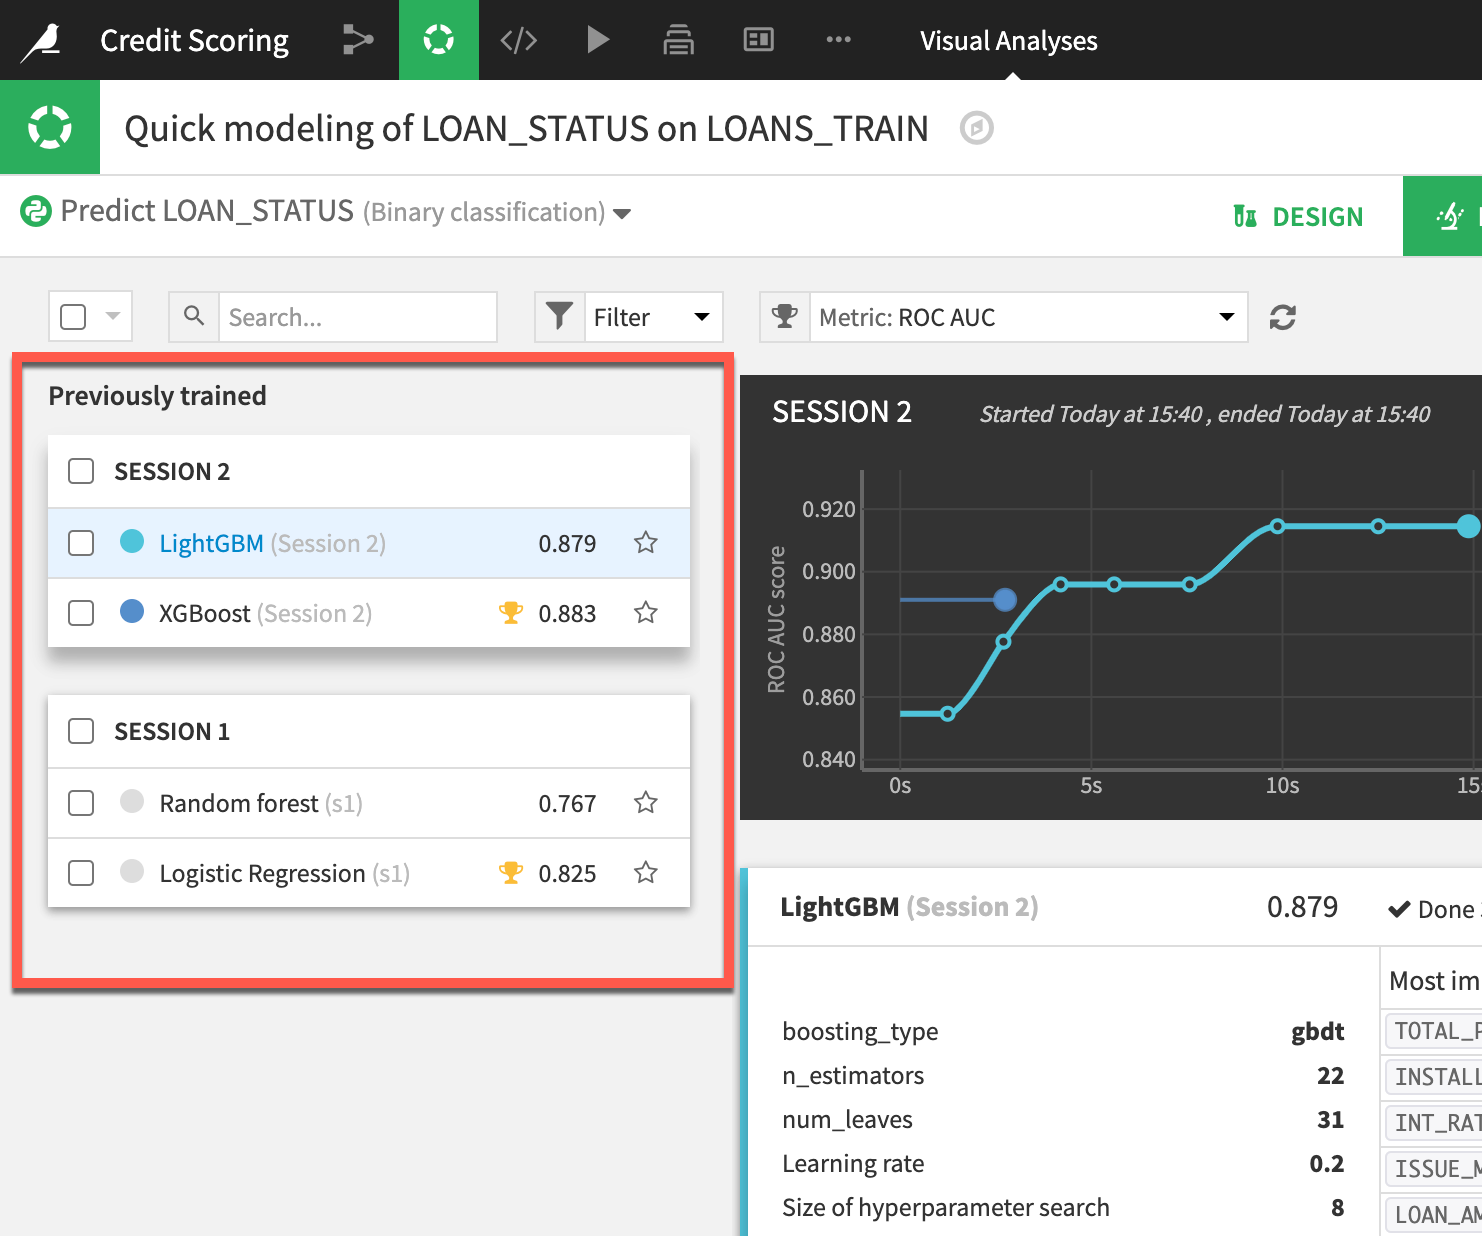 Credit Scoring
Visual Analyses
Quick modeling of LOAN_STATUS on LOANS_TRAIN
Predict LOAN_STATUS (Binary classification)
DESIGN
Search...
Filter
Metric: ROC AUC
Previously trained
SESSION 2
LightGBM (Session 2) 0.879
XGBoost (Session 2) 0.883
SESSION 1
Random forest (s1) 0.767
Logistic Regression (s1) 0.825
SESSION 2 Started Today at 15:40 , ended Today at 15:40
ROC AUC score
0.920
0.900
0.880
0.860
0.840
0s 5s 10s 15
LightGBM (Session 2) 0.879 Done
Most im
boosting_type gbdt
n_estimators 22
num_leaves 31
Learning rate 0.2
Size of hyperparameter search 8
TOTAL_P
INSTALL
INT_RAT
ISSUE_M
LOAN_AM